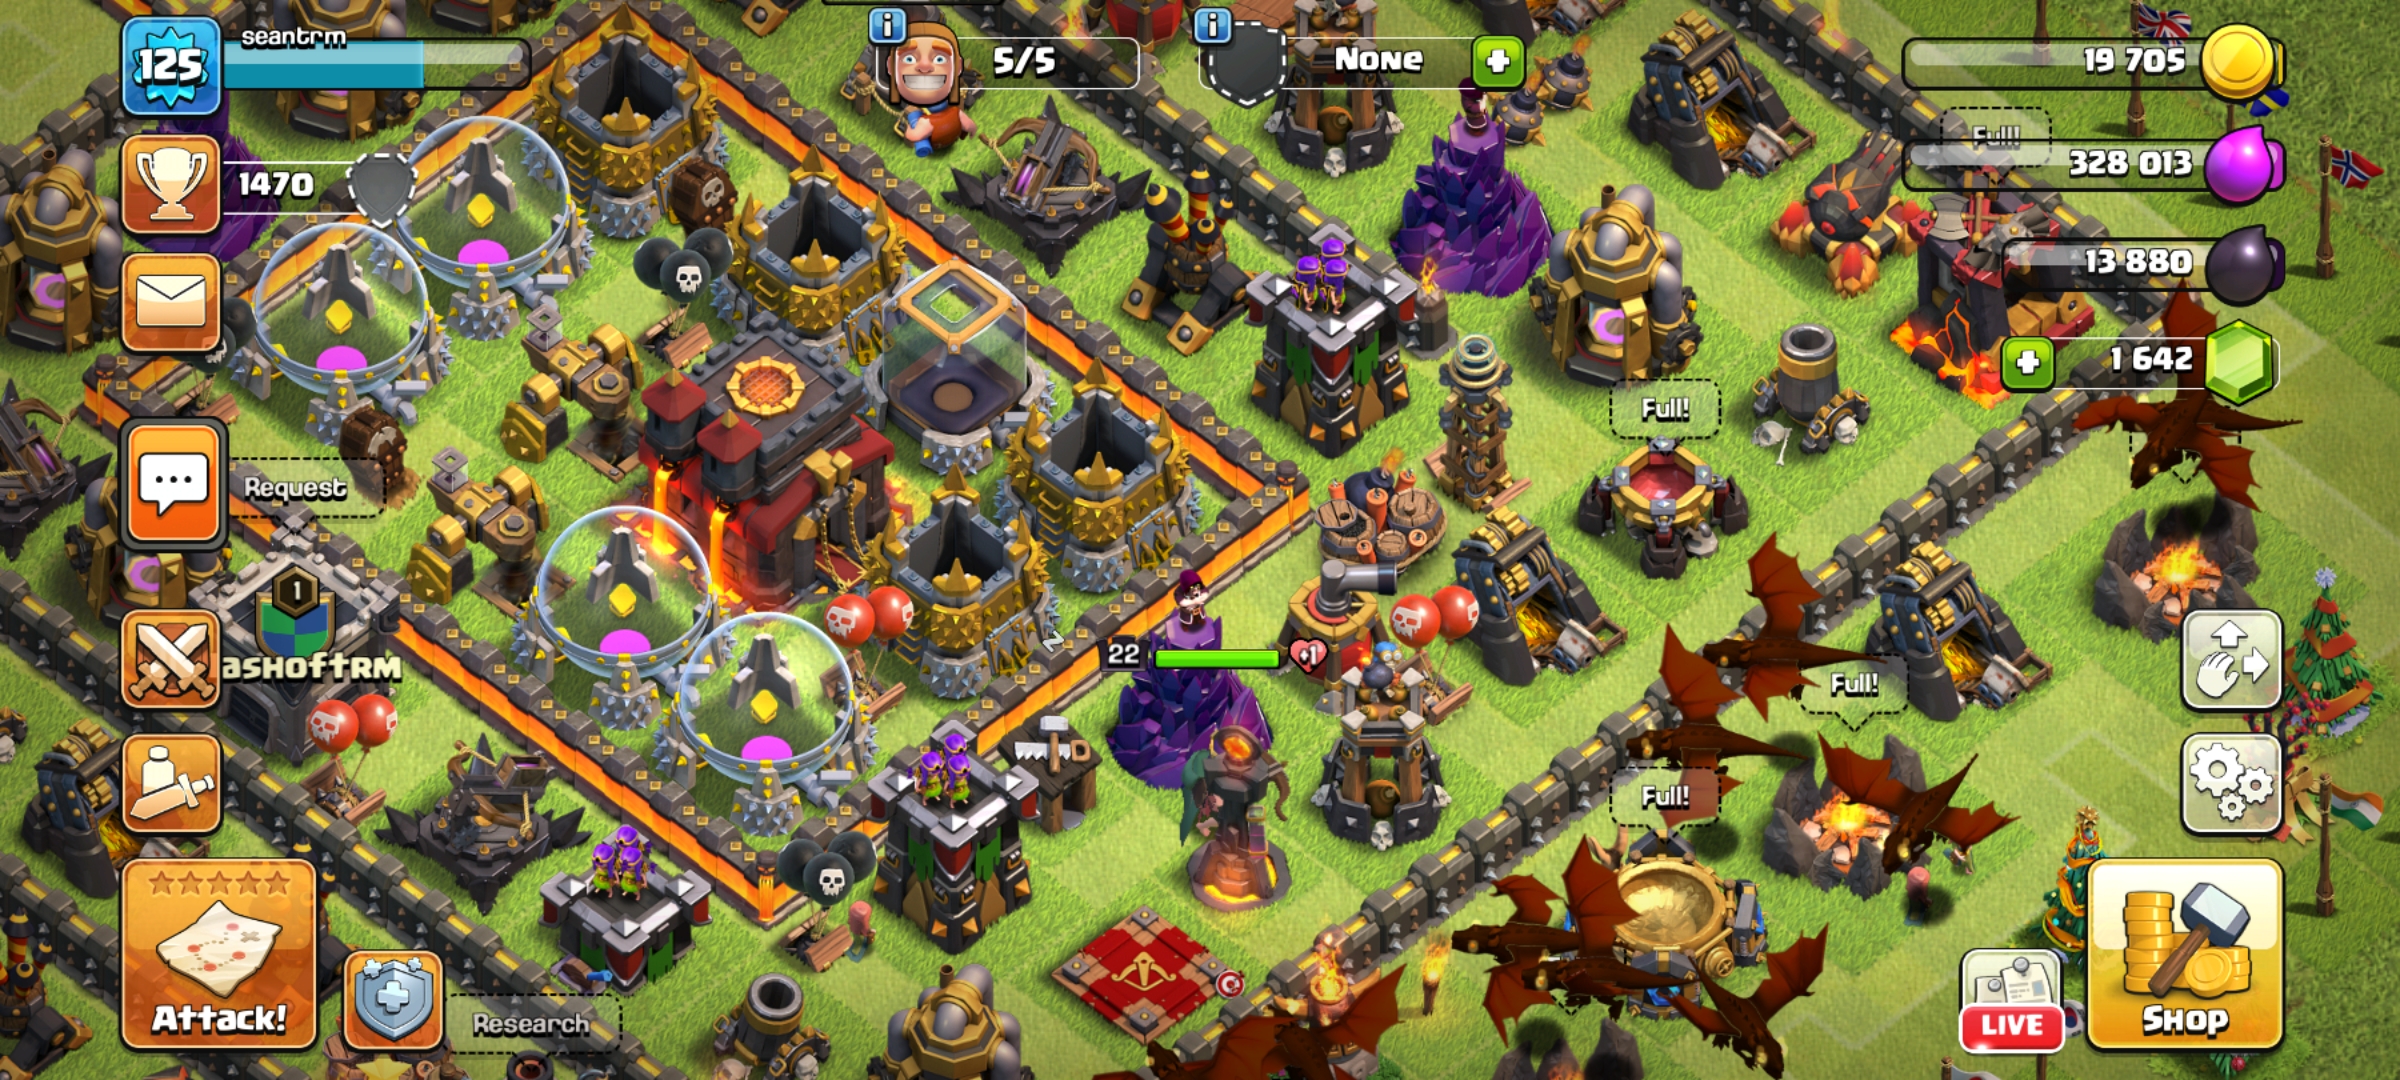 125
seantrm
5/5
None
19 705
Full!
328 013
1470
13 880
1 642
Full!
Request
1
ashoftrm
22
+1
Full!
Full!
Attack!
Research
LIVE
Shop